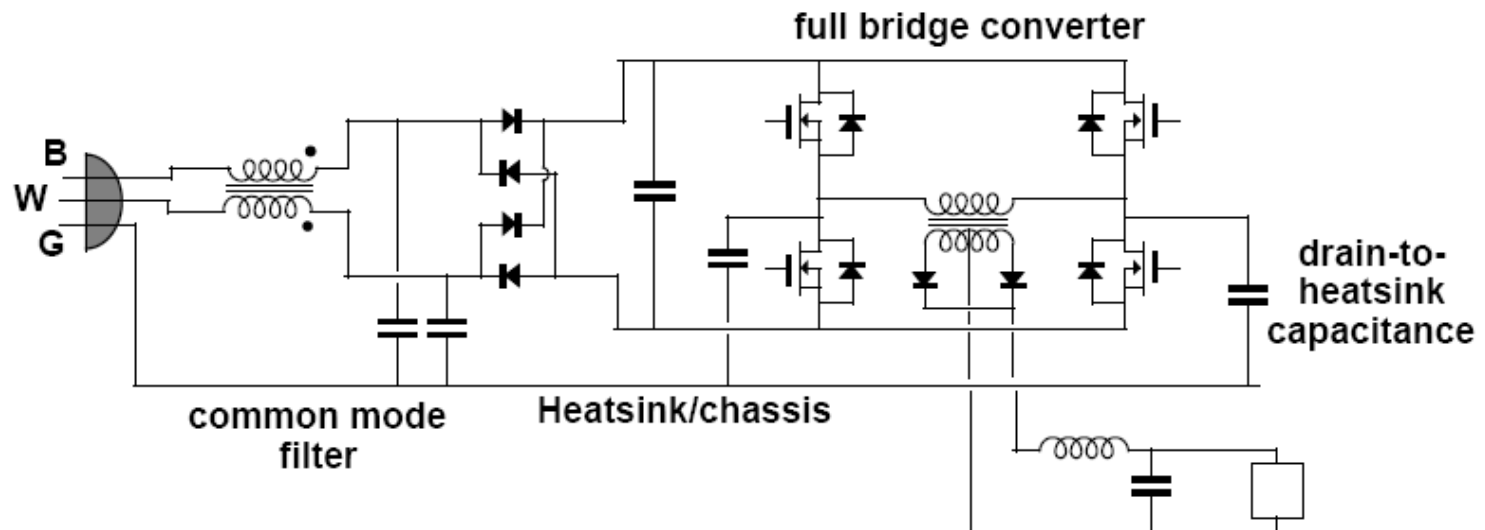 full bridge converter
B
W
G
drain-to-
heatsink
capacitance
common mode
filter
Heatsink/chassis